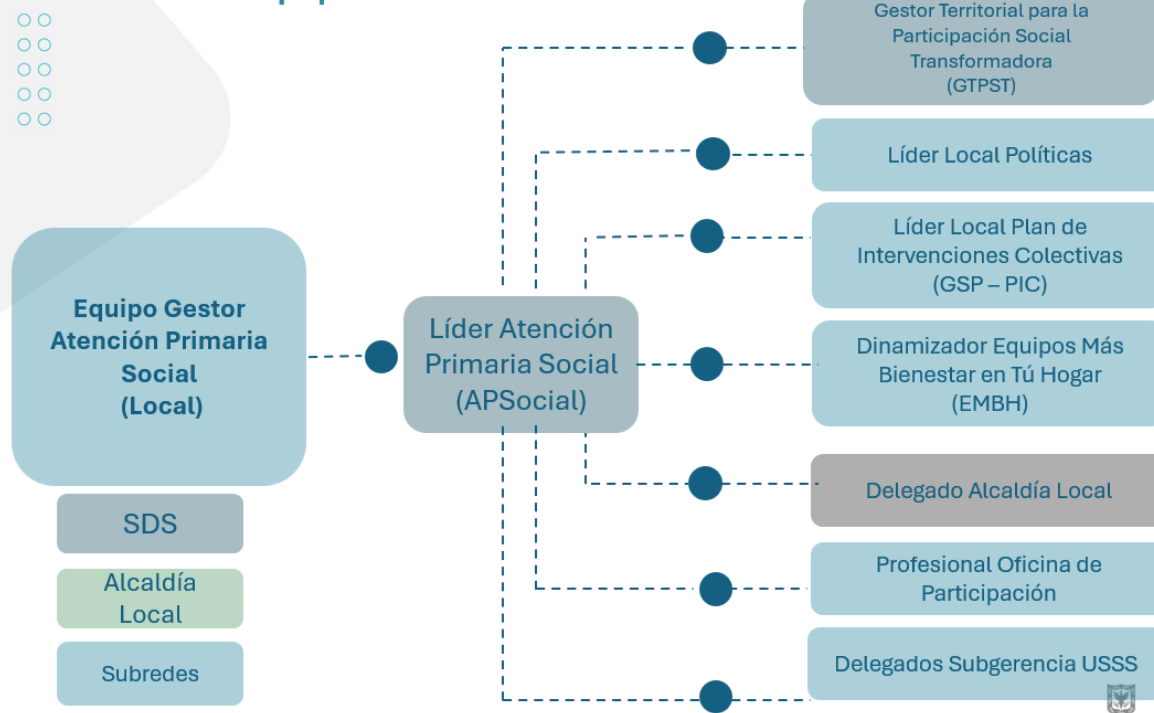 Gestor Territorial para la
Participación Social
Transformadora
(GTPST)
Líder Local Políticas
Líder Local Plan de
Intervenciones Colectivas
(GSP – PIC)
Equipo Gestor
Atención Primaria
Social
(Local)
Líder Atención
Primaria Social
(APSocial)
Dinamizador Equipos Más
Bienestar en Tú Hogar
(EMBH)
Delegado Alcaldía Local
SDS
Alcaldía
Local
Subredes
Profesional Oficina de
Participación
Delegados Subgerencia USSS